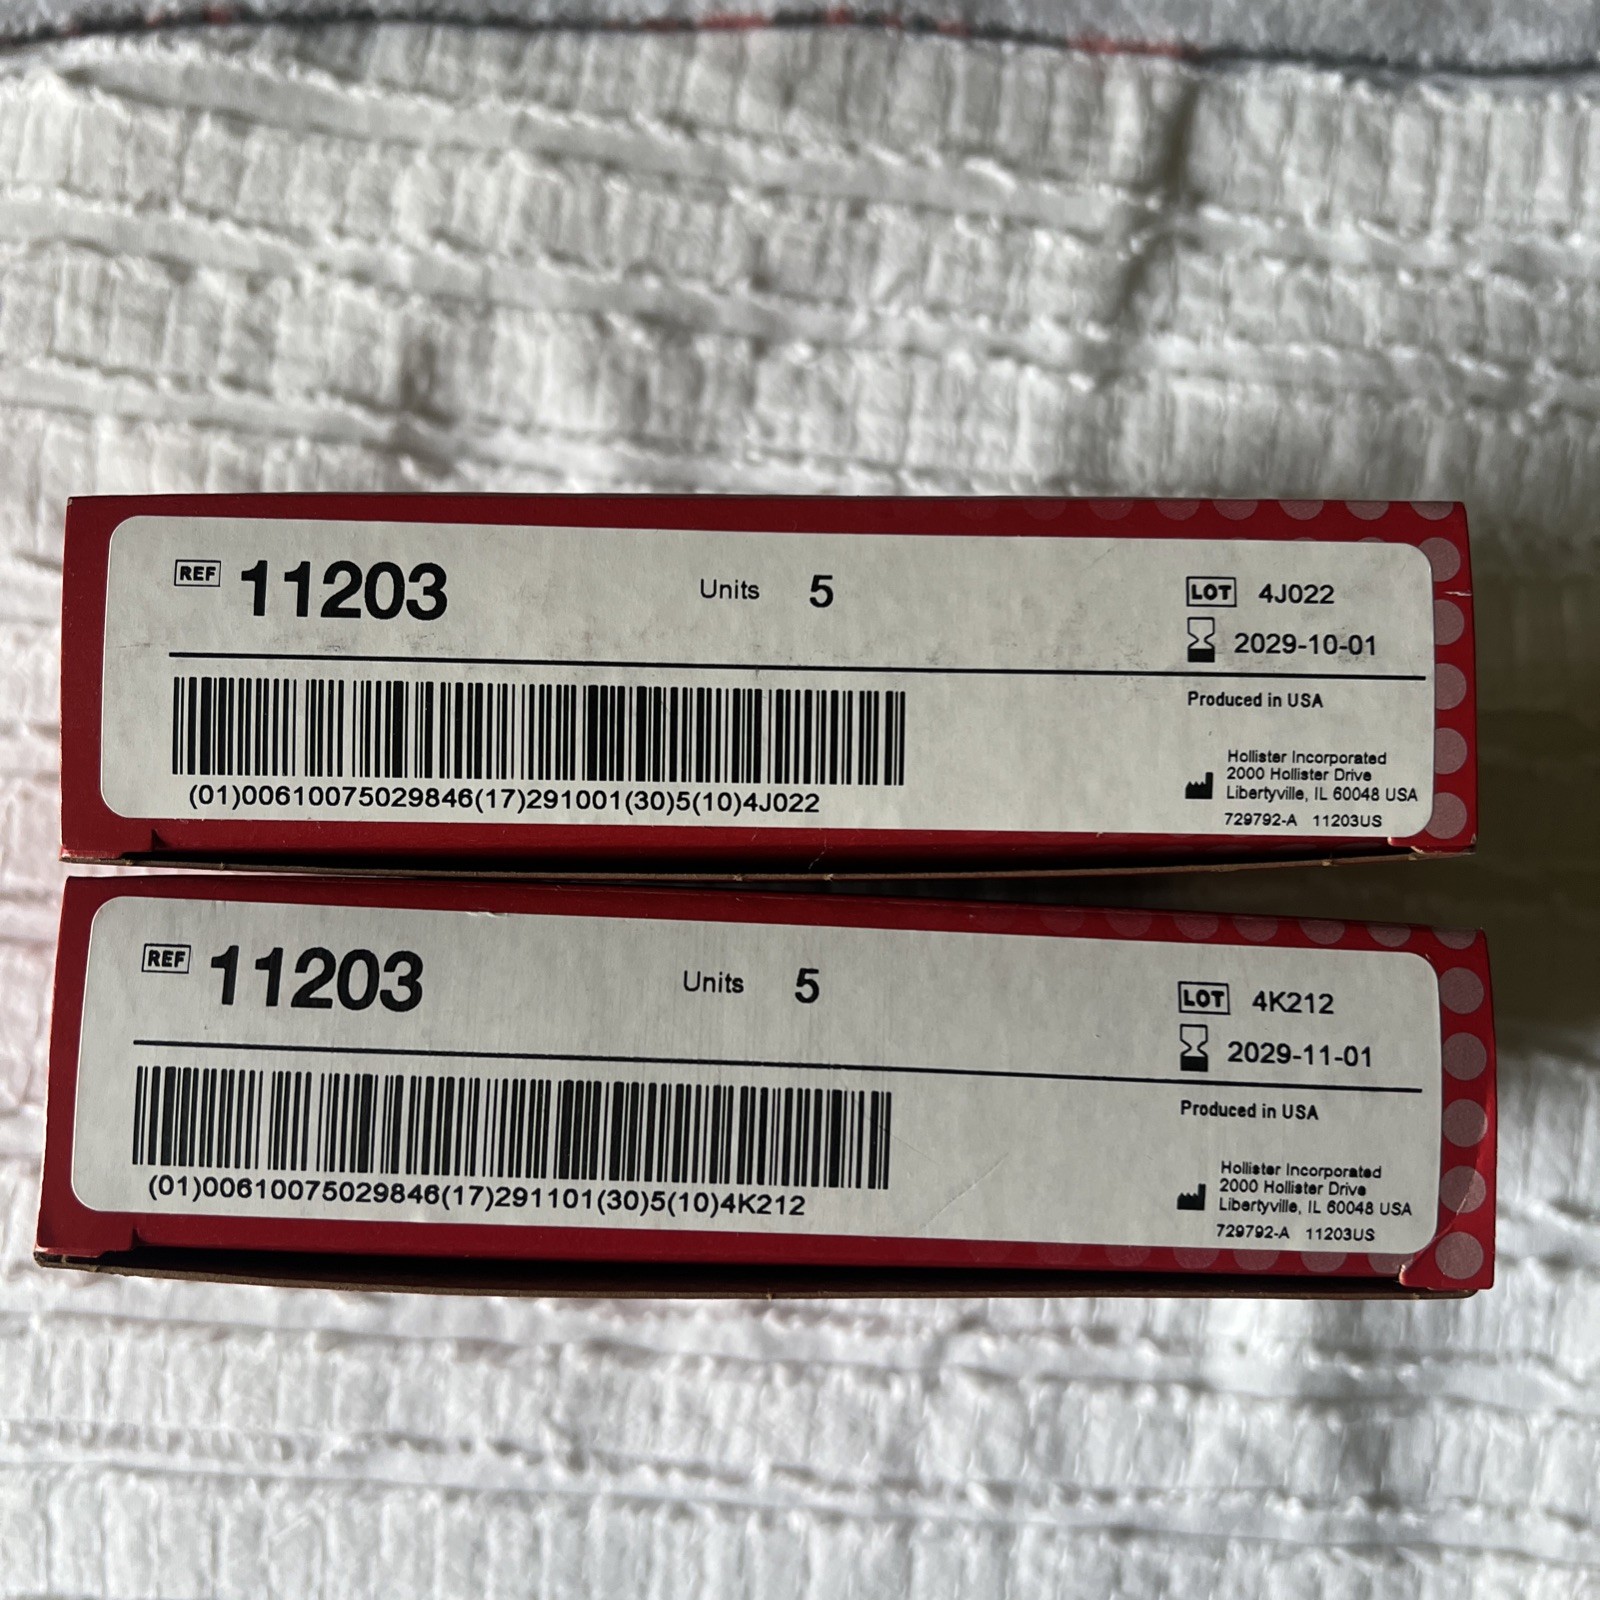 REF 11203 Units 5 LOT 4J022
2029-10-01
Produced in USA
(01)00610075029846(17)291001(30)5(10)4J022
Hollister Incorporated
2000 Hollister Drive
Libertyville, IL 60048 USA
729792-A 11203US
REF 11203 Units 5 LOT 4K212
2029-11-01
Produced in USA
(01)00610075029846(17)291101(30)5(10)4K212
Hollister Incorporated
2000 Hollister Drive
Libertyville, IL 60048 USA
729792-A 11203US